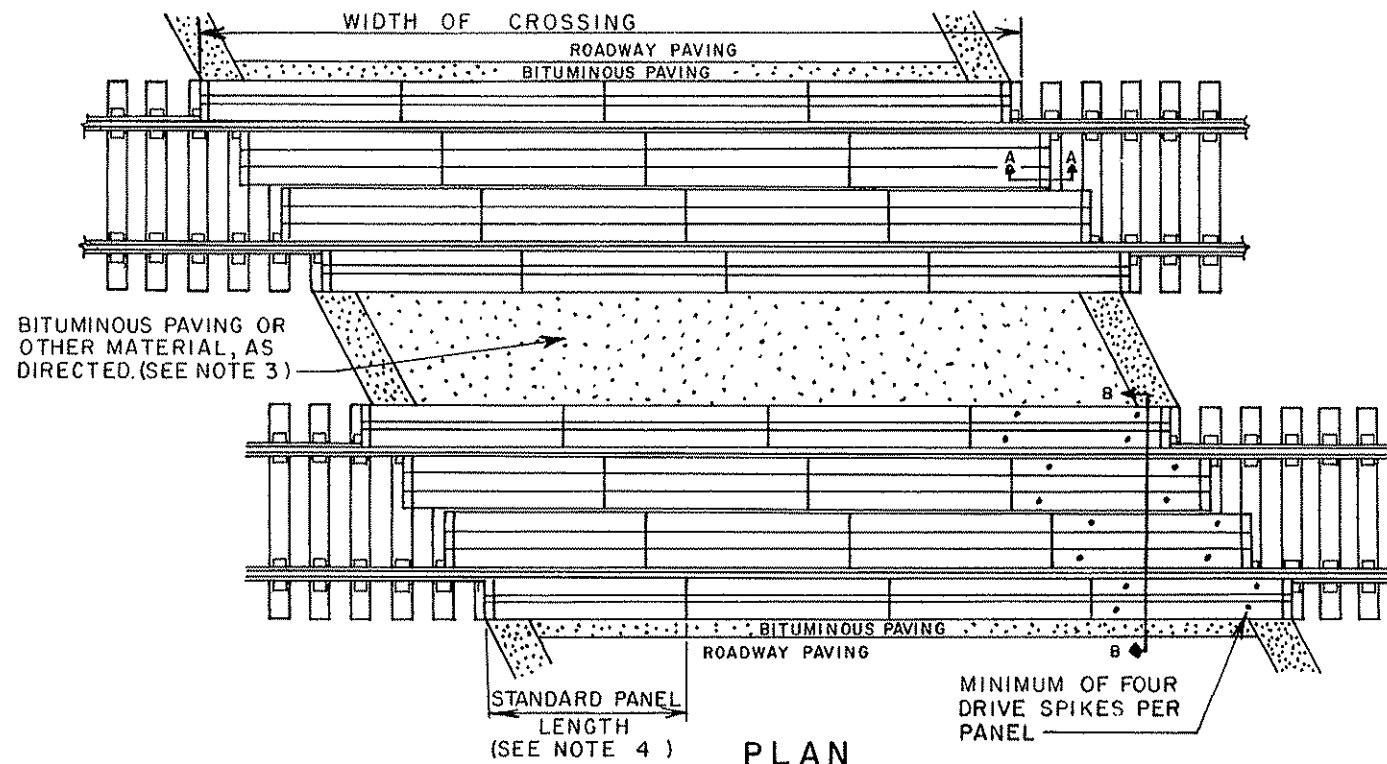 WIDTH OF CROSSING
ROADWAY PAVING
BITUMINOUS PAVING
A A
BITUMINOUS PAVING OR
OTHER MATERIAL, AS
DIRECTED. (SEE NOTE 3)
B
BITUMINOUS PAVING
ROADWAY PAVING
B
STANDARD PANEL
LENGTH
(SEE NOTE 4 )
MINIMUM OF FOUR
DRIVE SPIKES PER
PANEL
PLAN